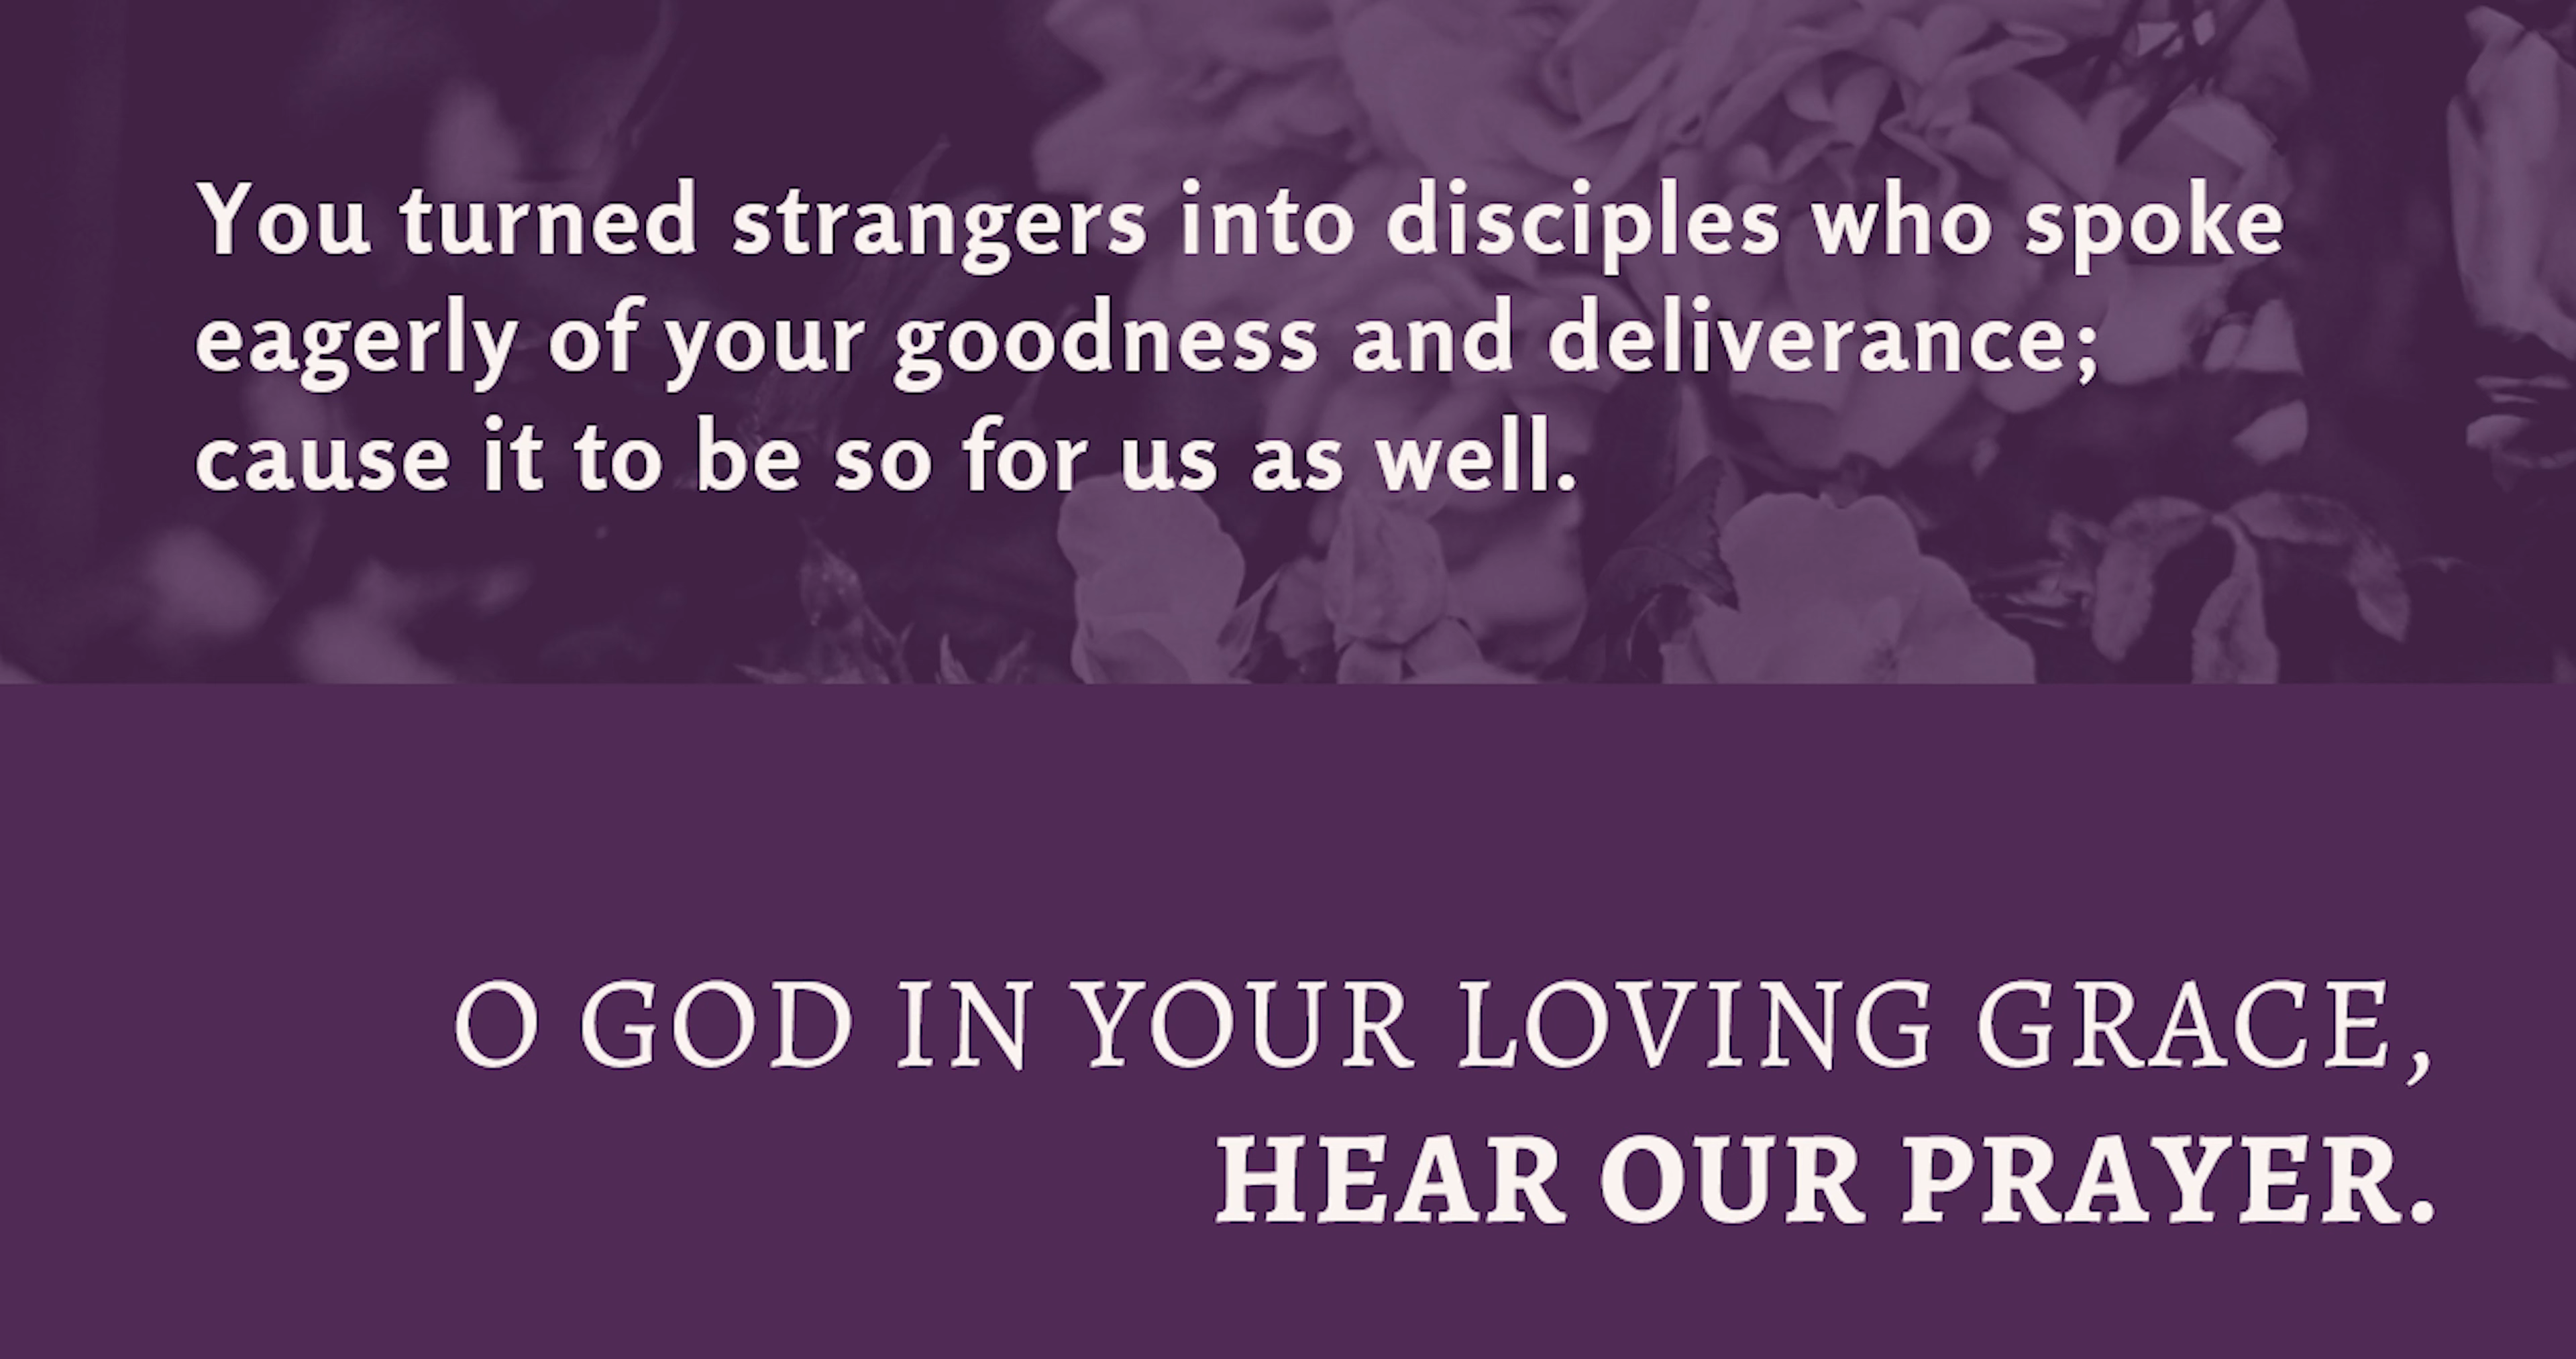 You turned strangers into disciples who spoke
eagerly of your goodness and deliverance;
cause it to be so for us as well.
O GOD IN YOUR LOVING GRACE,
HEAR OUR PRAYER.